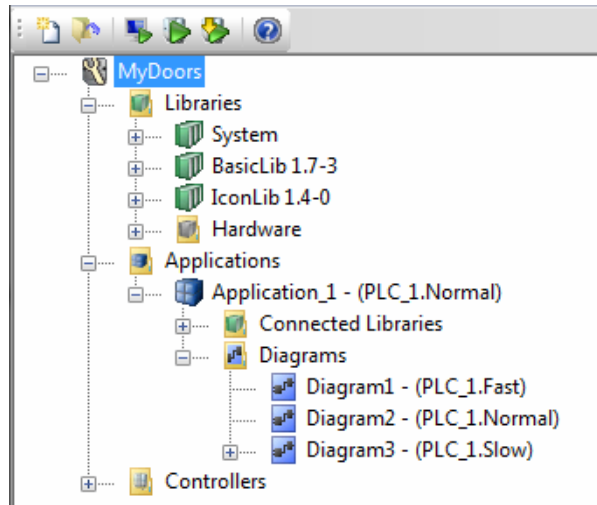 MyDoors
Libraries
System
BasicLib 1.7-3
IconLib 1.4-0
Hardware
Applications
Application_1 - (PLC_1.Normal)
Connected Libraries
Diagrams
Diagram1 - (PLC_1.Fast)
Diagram2 - (PLC_1.Normal)
Diagram3 - (PLC_1.Slow)
Controllers